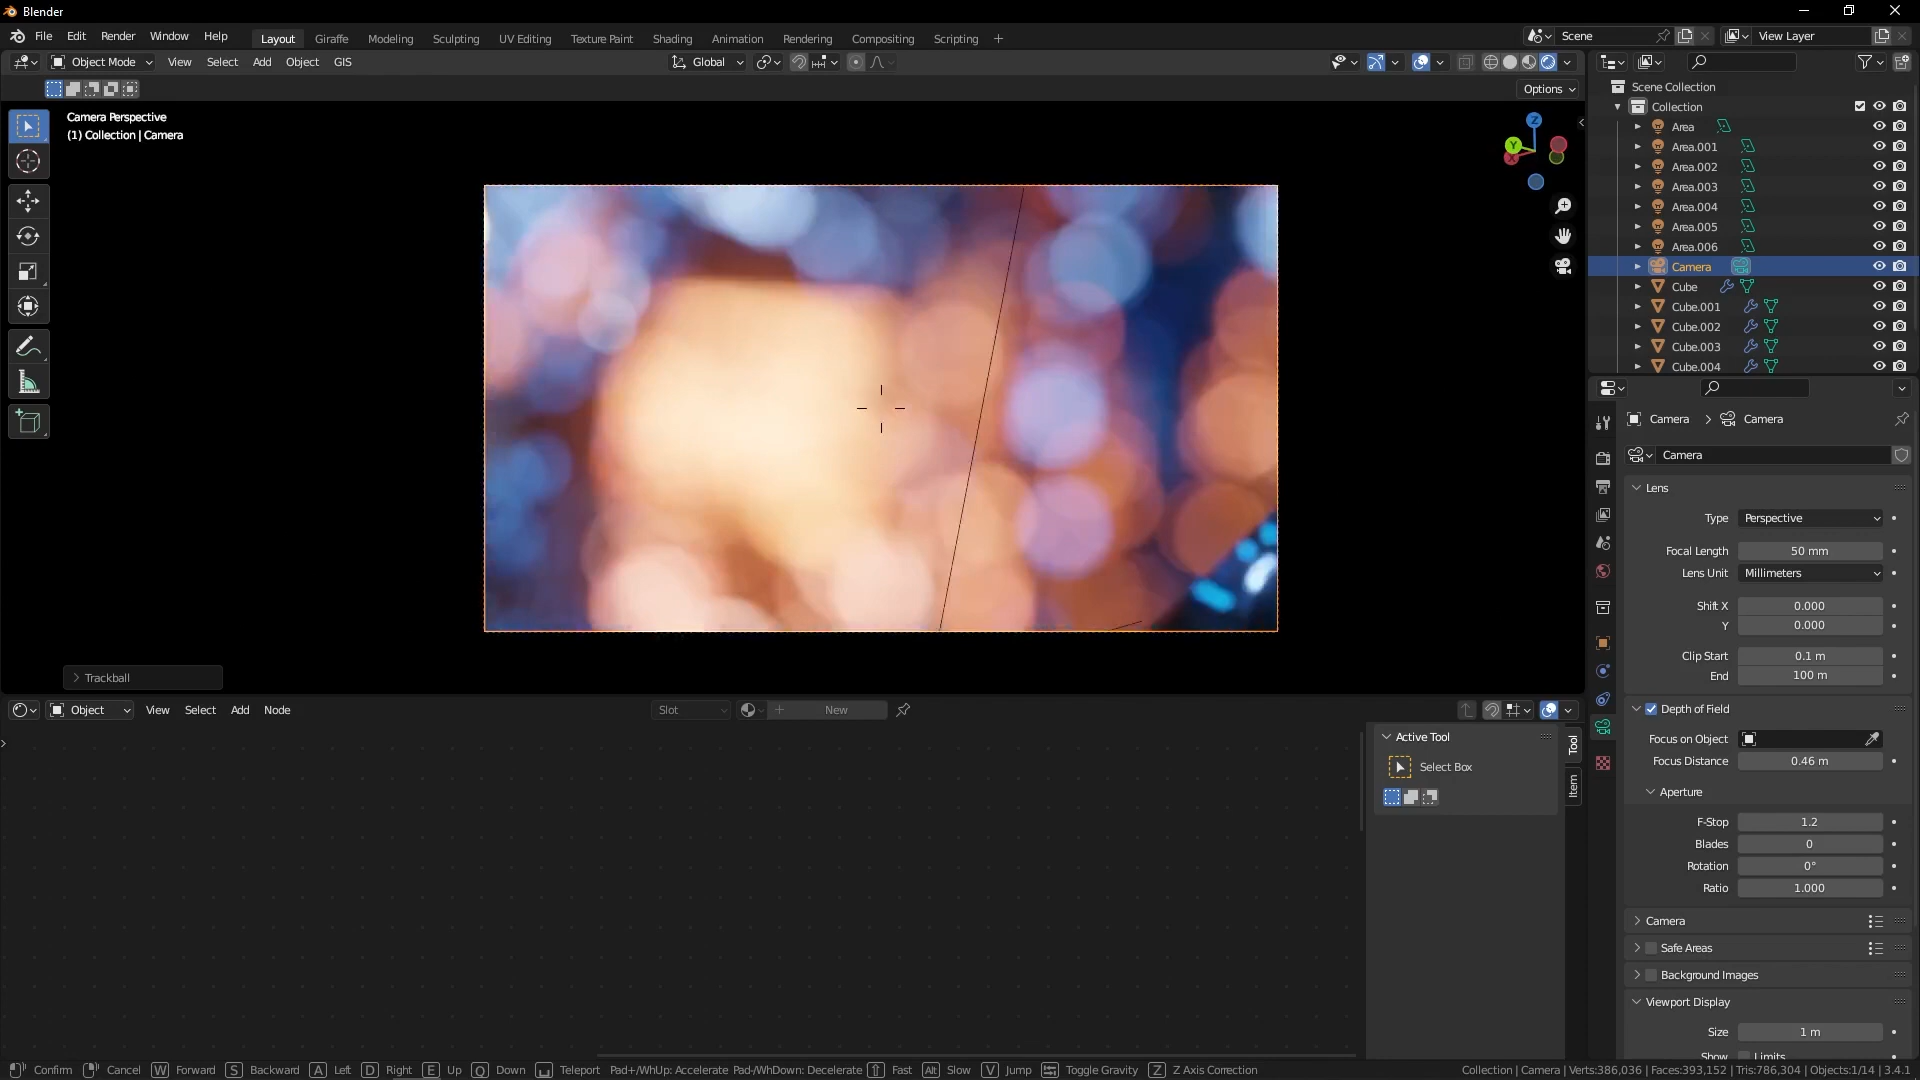 Blender
File Edit Render Window Help Layout Giraffe Modeling Sculpting UV Editing Texture Paint Shading Animation Rendering Compositing Scripting + Scene View Layer
Object Mode View Select Add Object GIS Global
Options
Camera Perspective
(1) Collection | Camera
Z
Y
X
Trackball
Scene Collection
Collection
Area
Area.001
Area.002
Area.003
Area.004
Area.005
Area.006
Camera
Cube
Cube.001
Cube.002
Cube.003
Cube.004
Camera > Camera
Camera
Lens
Type Perspective
Focal Length 50 mm
Lens Unit Millimeters
Shift X 0.000
Y 0.000
Clip Start 0.1 m
End 100 m
Depth of Field
Focus on Object
Focus Distance 0.46 m
Aperture
F-Stop 1.2
Blades 0
Rotation 0°
Ratio 1.000
Camera
Safe Areas
Background Images
Viewport Display
Size 1 m
Show Limits
Object View Select Add Node Slot New
Active Tool
Select Box
Tool
Item
Confirm Cancel W Forward S Backward A Left D Right E Up Q Down Teleport Pad+/WhUp: Accelerate Pad-/WhDown: Decelerate Fast Alt Slow V Jump Toggle Gravity Z Z Axis Correction
Collection | Camera | Verts:386,036 | Faces:393,152 | Tris:786,304 | Objects:1/14 | 3.4.1